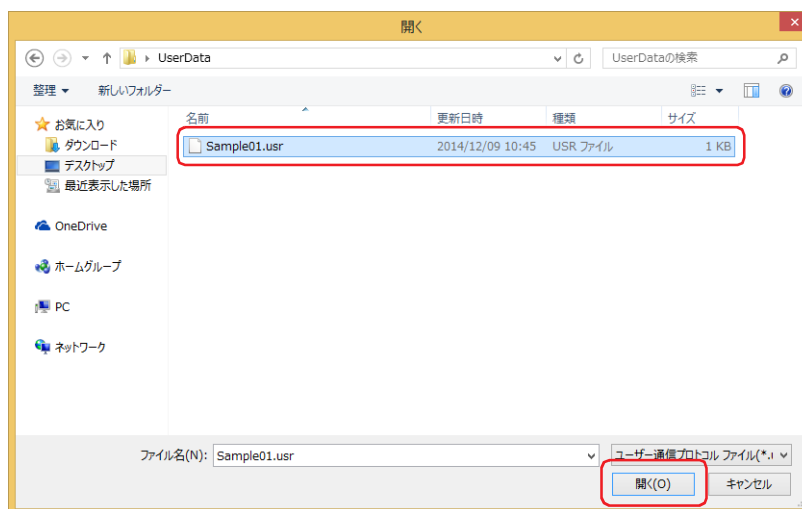 開く
UserData
UserDataの検索
整理
新しいフォルダー
名前 更新日時 種類 サイズ
Sample01.usr 2014/12/09 10:45 USR ファイル 1 KB
お気に入り
ダウンロード
デスクトップ
最近表示した場所
OneDrive
ホームグループ
PC
ネットワーク
ファイル名(N): Sample01.usr ユーザー通信プロトコル ファイル(*.
開く(O) キャンセル